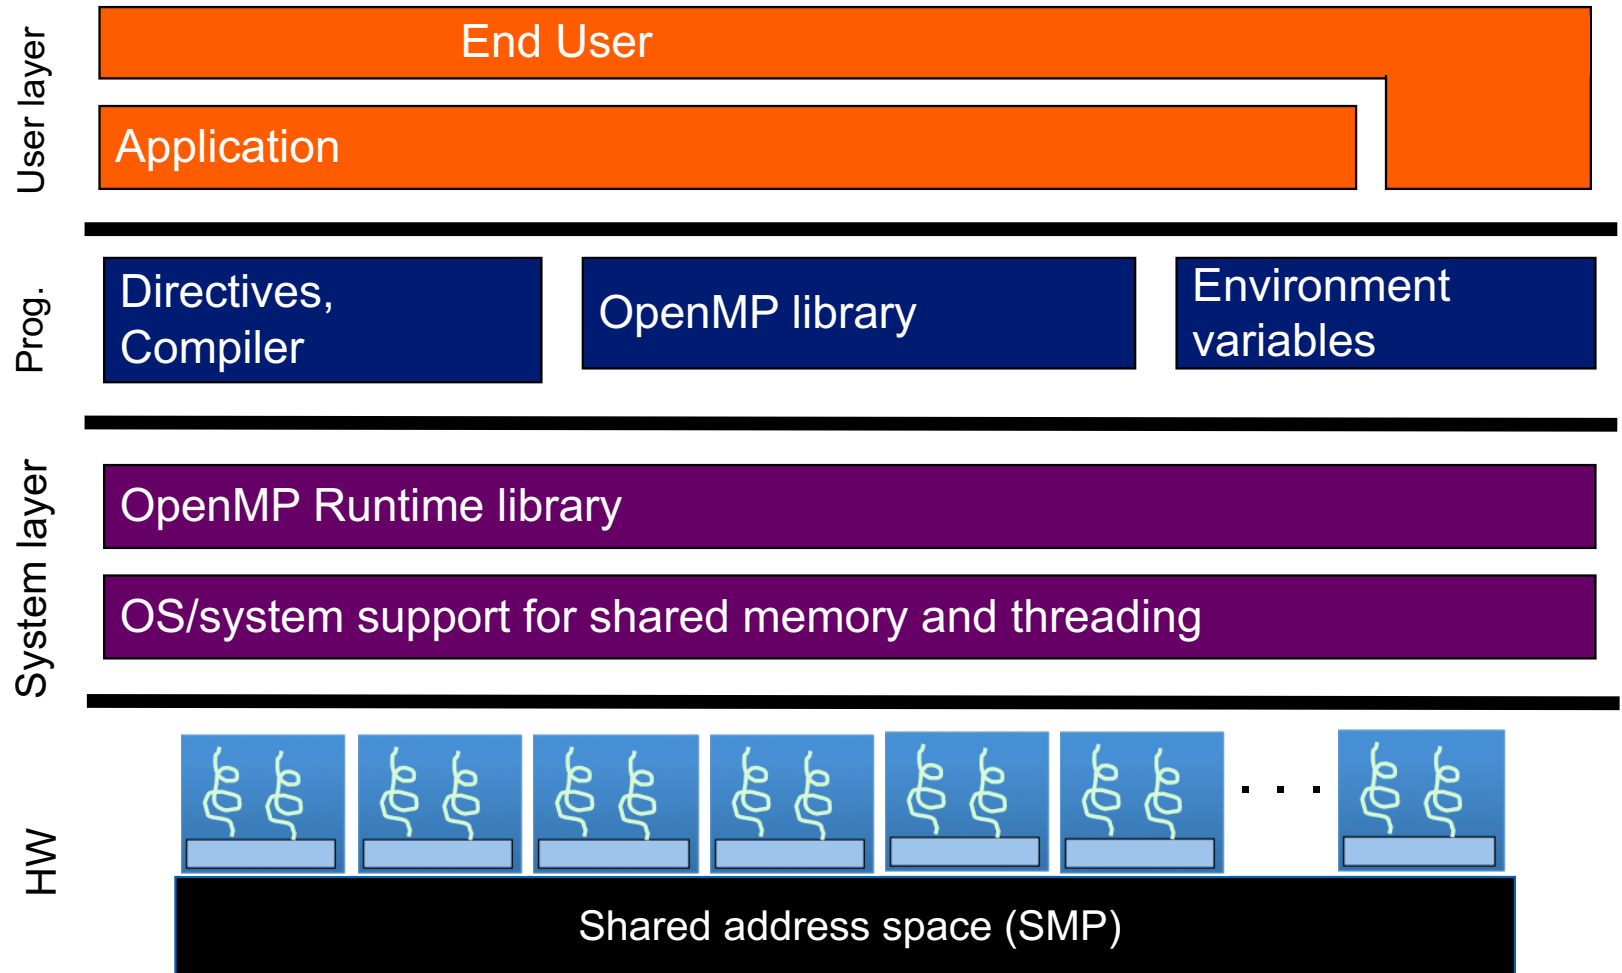 User layer
End User
Application
Prog.
Directives,
Compiler
OpenMP library
Environment
variables
System layer
OpenMP Runtime library
OS/system support for shared memory and threading
HW
. . .
Shared address space (SMP)